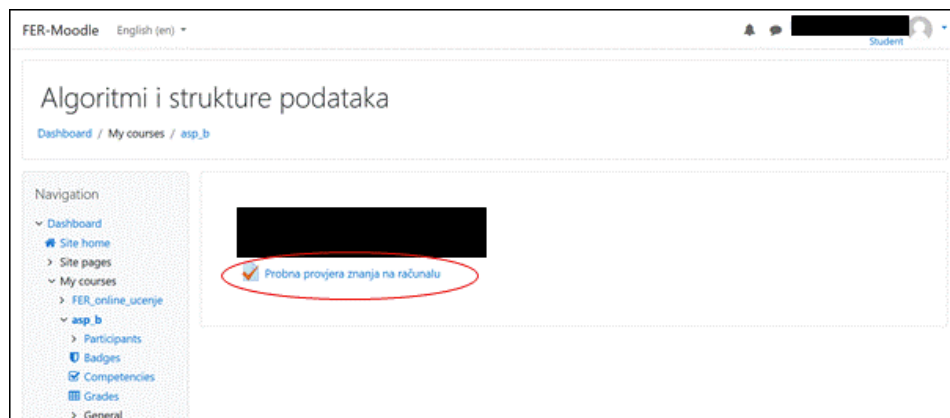 FER-Moodle English (en)
Student
Algoritmi i strukture podataka
Dashboard / My courses / asp_b
Navigation
Dashboard
Site home
Site pages
My courses
FER_online_ucenje
asp_b
Participants
Badges
Competencies
Grades
General
Probna provjera znanja na računalu